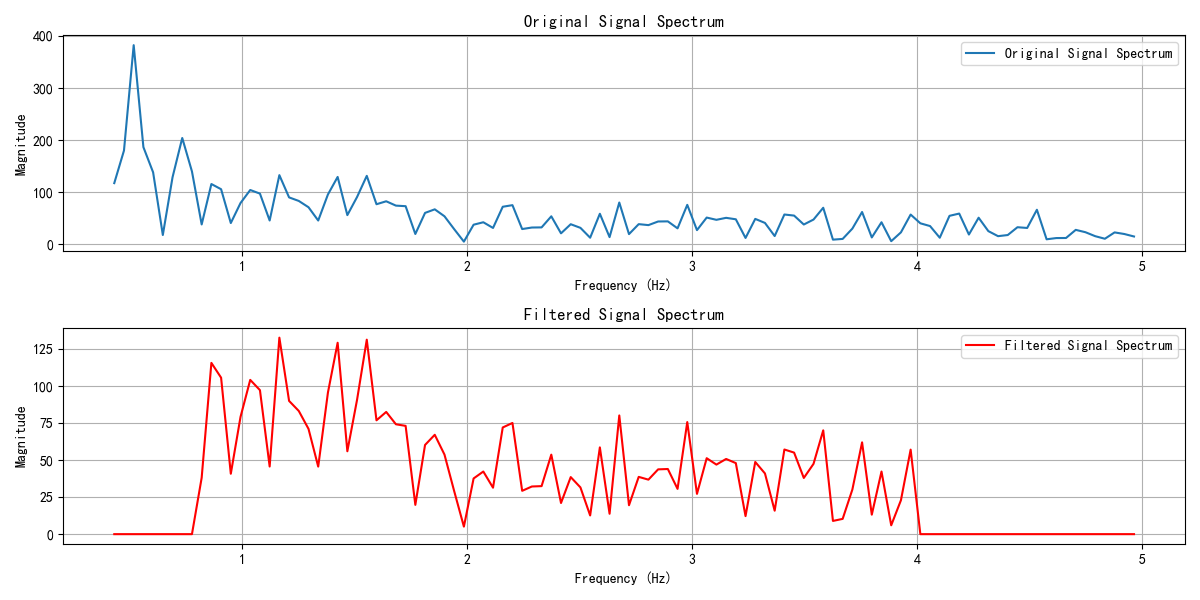 Original Signal Spectrum
400
300
200
100
0
Magnitude
Original Signal Spectrum
1 2 3 4 5
Frequency (Hz)
Filtered Signal Spectrum
125
100
75
50
25
0
Magnitude
Filtered Signal Spectrum
1 2 3 4 5
Frequency (Hz)